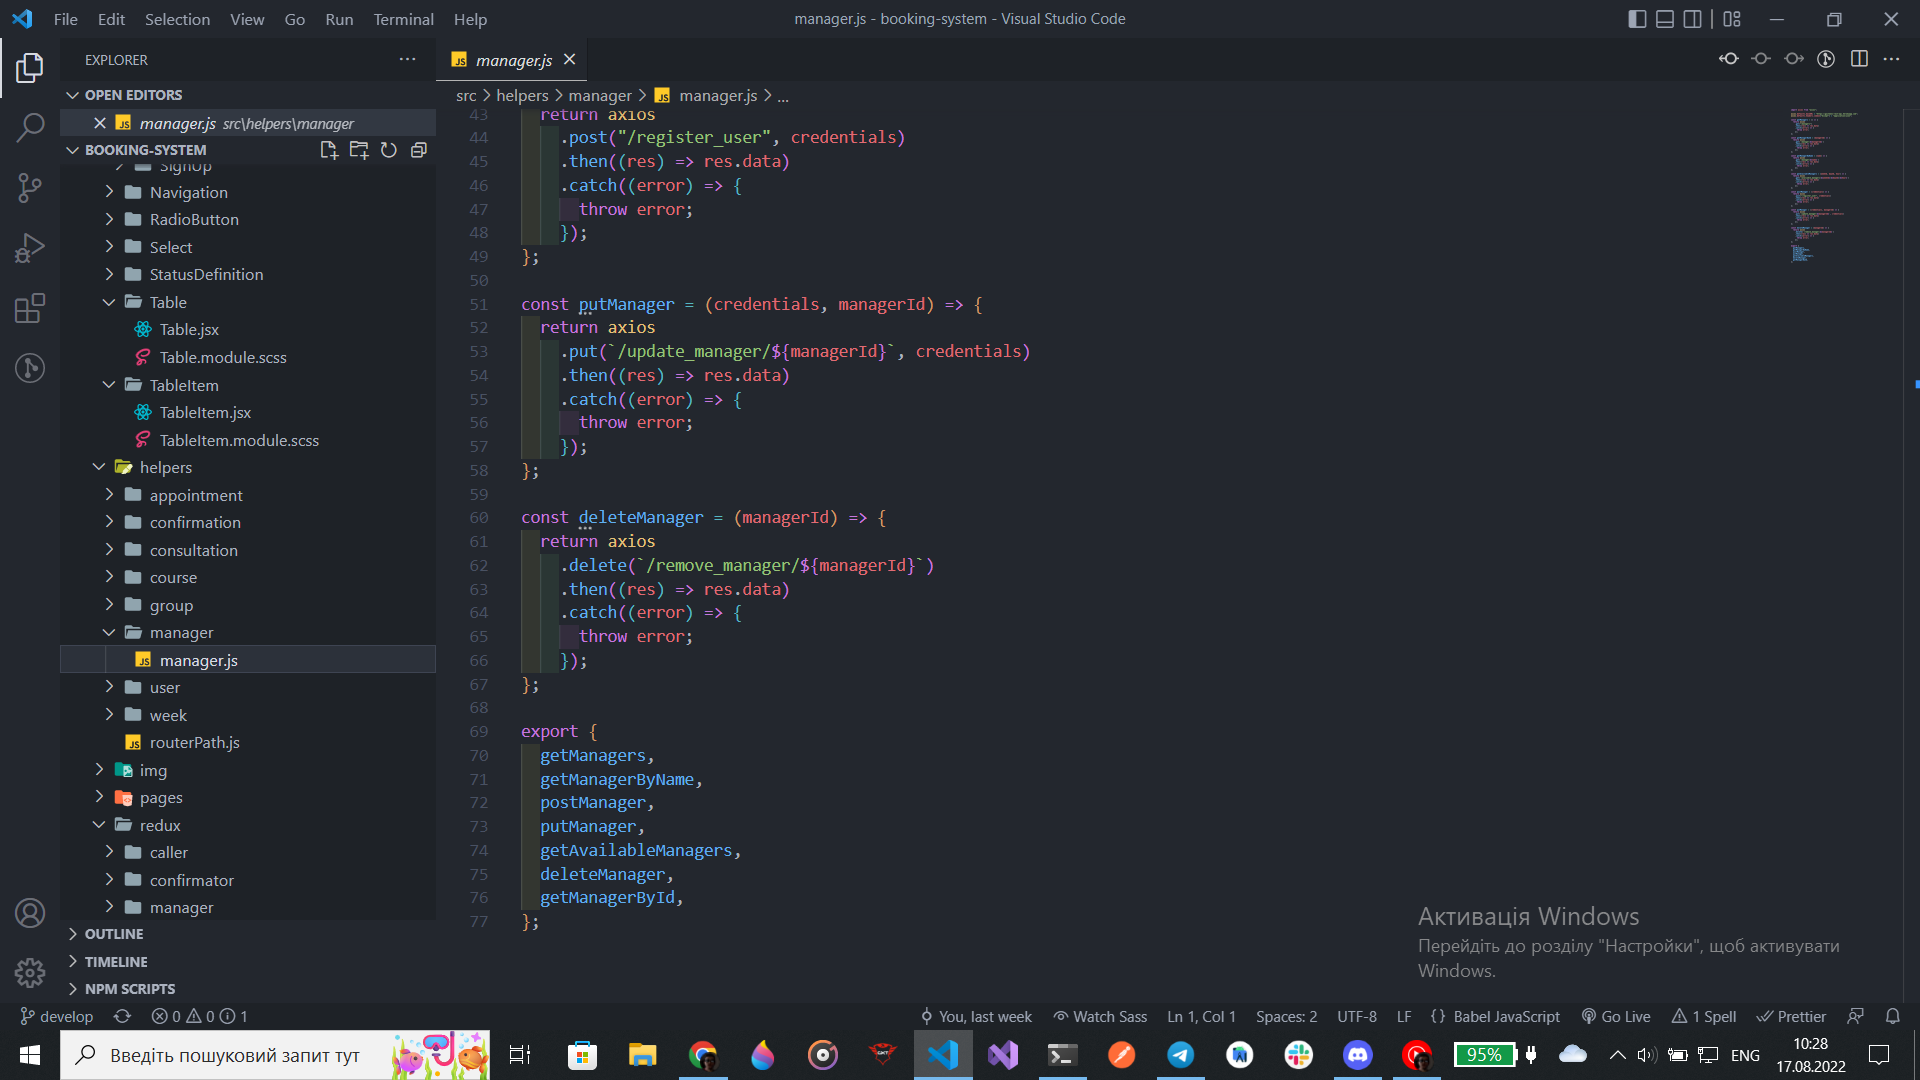 File Edit Selection View Go Run Terminal Help
manager.js - booking-system - Visual Studio Code
EXPLORER
OPEN EDITORS
manager.js src\helpers\manager
BOOKING-SYSTEM
SignUp
Navigation
RadioButton
Select
StatusDefinition
Table
Table.jsx
Table.module.scss
TableItem
TableItem.jsx
TableItem.module.scss
helpers
appointment
confirmation
consultation
course
group
manager
manager.js
user
week
routerPath.js
img
pages
redux
caller
confirmator
manager
OUTLINE
TIMELINE
NPM SCRIPTS
manager.js
src > helpers > manager > manager.js > ...
43 return axios
44 .post("/register_user", credentials)
45 .then((res) => res.data)
46 .catch((error) => {
47 throw error;
48 });
49 };
50
51 const putManager = (credentials, managerId) => {
52 return axios
53 .put(`/update_manager/${managerId}`, credentials)
54 .then((res) => res.data)
55 .catch((error) => {
56 throw error;
57 });
58 };
59
60 const deleteManager = (managerId) => {
61 return axios
62 .delete(`/remove_manager/${managerId}`)
63 .then((res) => res.data)
64 .catch((error) => {
65 throw error;
66 });
67 };
68
69 export {
70 getManagers,
71 getManagerByName,
72 postManager,
73 putManager,
74 getAvailableManagers,
75 deleteManager,
76 getManagerById,
77 };
Активація Windows
Перейдіть до розділу "Настройки", щоб активувати
Windows.
develop 0 0 1 You, last week Watch Sass Ln 1, Col 1 Spaces: 2 UTF-8 LF {} Babel JavaScript Go Live 1 Spell Prettier
Введіть пошуковий запит тут
95%
ENG
10:28
17.08.2022